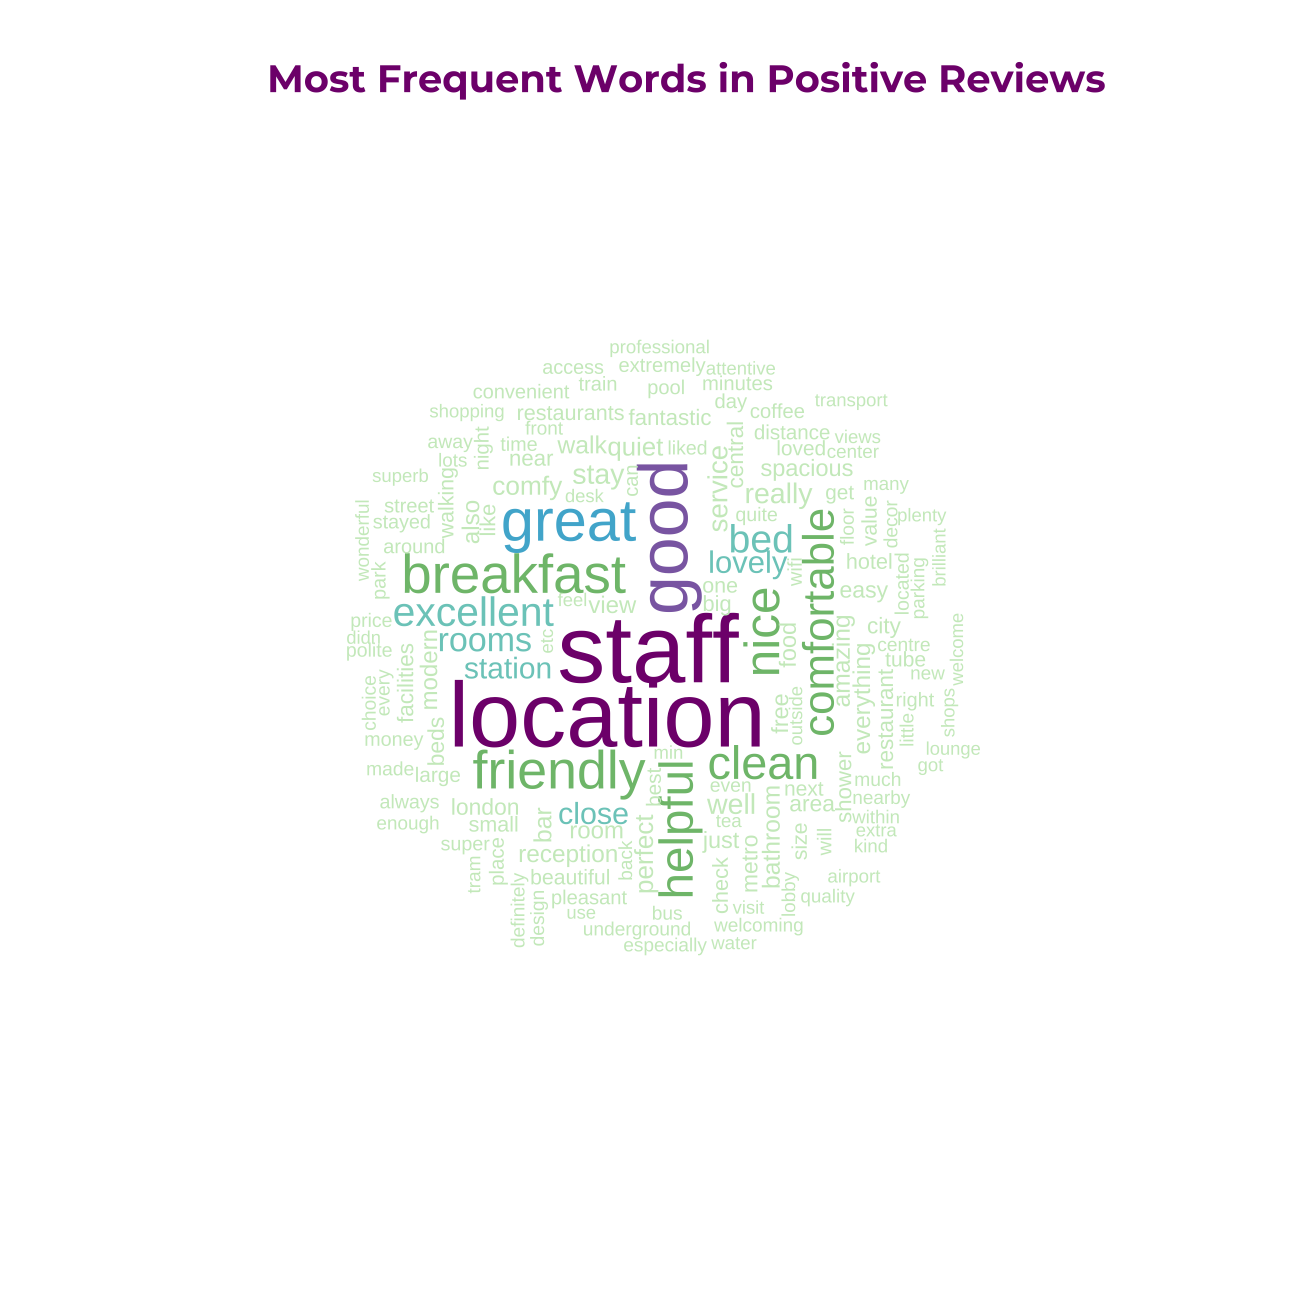 Most Frequent Words in Positive Reviews
professional
access
extremely
attentive
convenient
train
pool
minutes
shopping
restaurants
fantastic
day
coffee
transport
front
away
night
time
walk
quiet
liked
central
distance
loved
views
center
lots
near
superb
walking
comfy
stay
can
desk
good
service
really
spacious
get
many
wonderful
street
stayed
also
like
great
quite
bed
comfortable
floor
value
decor
plenty
around
park
breakfast
lovely
wifi
hotel
located
parking
brilliant
excellent
feel
view
one
big
easy
price
didn
polite
rooms
etc
staff
nice
food
amazing
city
centre
welcome
modern
facilities
station
everything
tube
new
choice
every
location
free
outside
restaurant
right
little
shops
money
beds
min
lounge
got
made
large
friendly
best
helpful
clean
even
next
shower
much
nearby
always
enough
london
small
bar
close
room
well
tea
area
within
extra
kind
super
place
reception
back
perfect
just
metro
bathroom
size
will
tram
beautiful
check
airport
definitely
design
pleasant
use
bus
visit
lobby
quality
underground
welcoming
especially
water